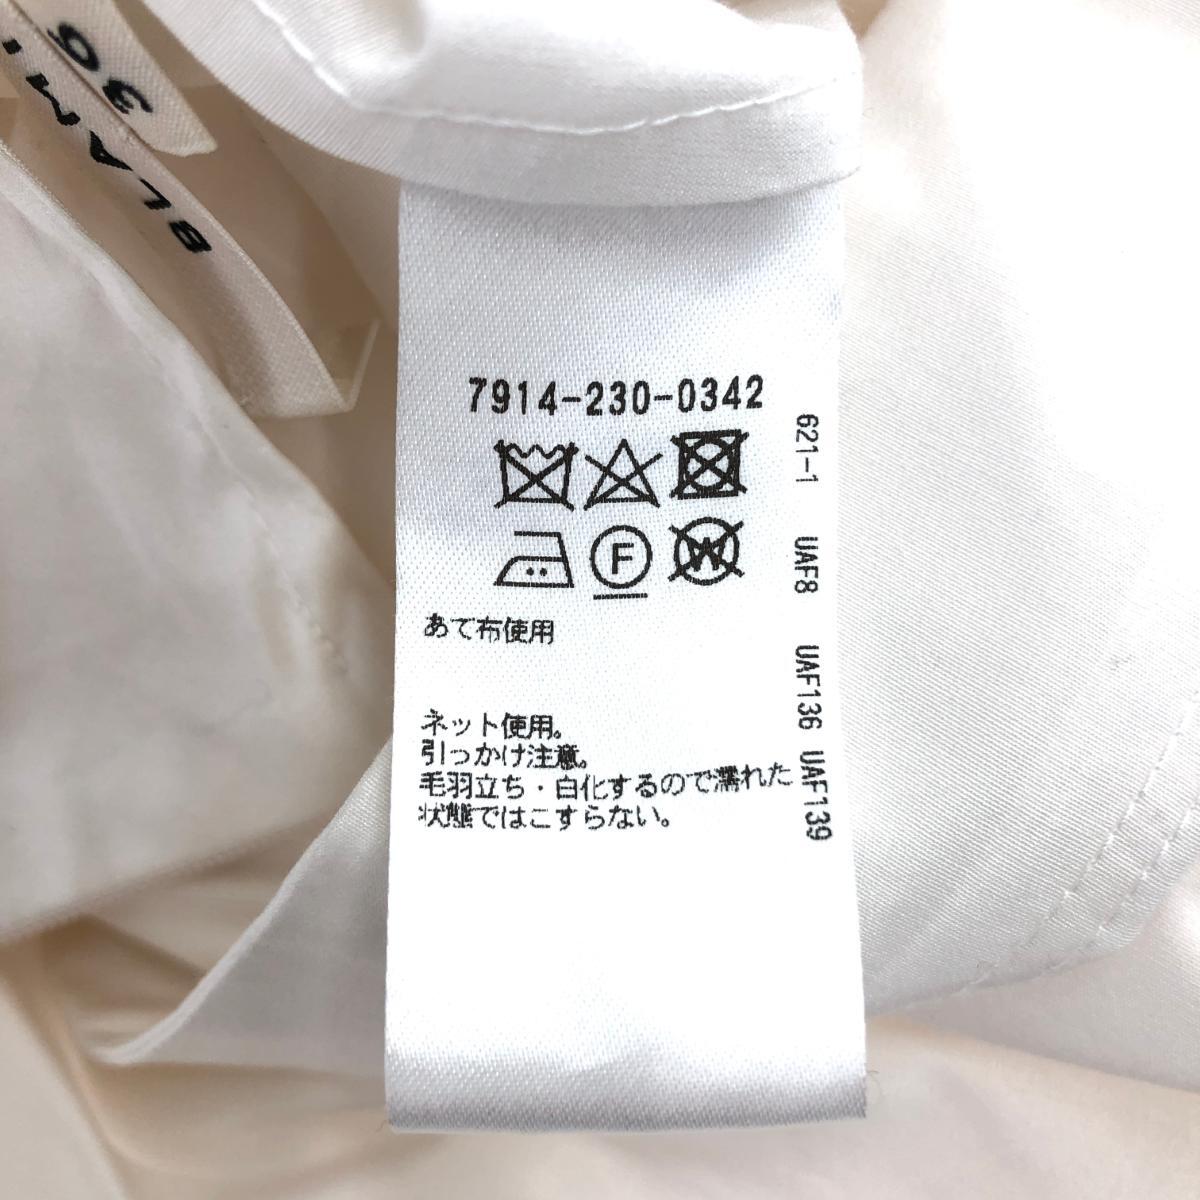 36
BLAMI
7914-230-0342
F
W
あて布使用
ネット使用。
引っかけ注意。
毛羽立ち・白化するので濡れた
状態ではこすらない。
621-1 UAF8 UAF136 UAF139